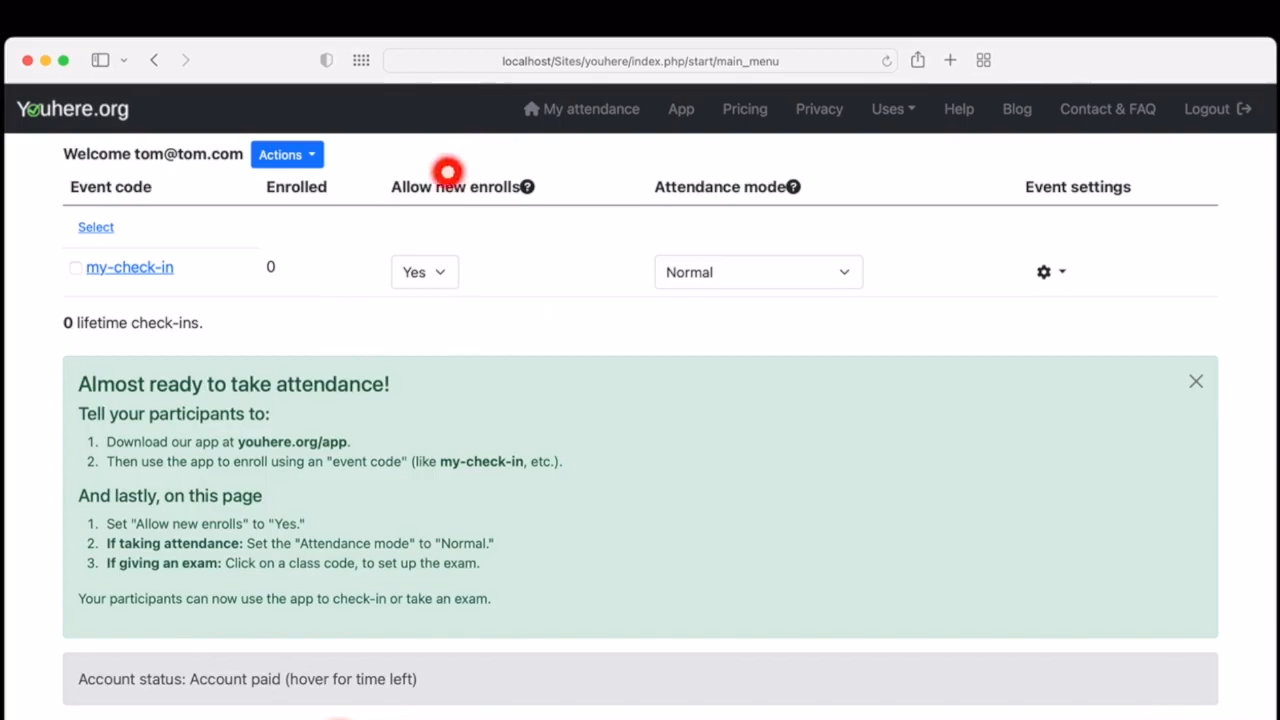 localhost/Sites/youhere/index.php/start/main_menu
Youhere.org My attendance App Pricing Privacy Uses Help Blog Contact & FAQ Logout
Welcome tom@tom.com Actions
Event code Enrolled Allow new enrolls Attendance mode Event settings
Select
my-check-in 0 Yes Normal
0 lifetime check-ins.
Almost ready to take attendance!
Tell your participants to:
1. Download our app at youhere.org/app.
2. Then use the app to enroll using an "event code" (like my-check-in, etc.).
And lastly, on this page
1. Set "Allow new enrolls" to "Yes."
2. If taking attendance: Set the "Attendance mode" to "Normal."
3. If giving an exam: Click on a class code, to set up the exam.
Your participants can now use the app to check-in or take an exam.
Account status: Account paid (hover for time left)